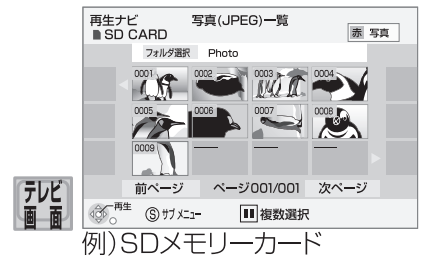 再生ナビ 写真(JPEG)一覧
SD CARD 赤 写真
フォルダ選択 Photo
0001 0002 0003 0004
0005 0006 0007 0008
0009
前ページ ページ001/001 次ページ
再生 Ⓢ サブメニュー 複数選択
テレビ
画面
例)SDメモリーカード